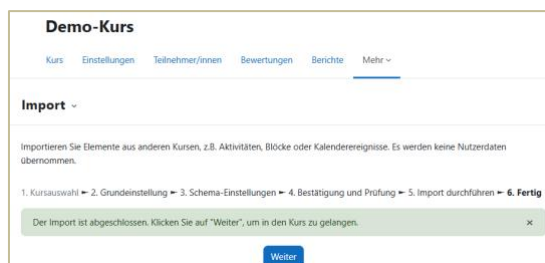 Demo-Kurs
Kurs Einstellungen Teilnehmer/innen Bewertungen Berichte Mehr
Import
Importieren Sie Elemente aus anderen Kursen, z.B. Aktivitäten, Blöcke oder Kalenderereignisse. Es werden keine Nutzerdaten
übernommen.
1. Kursauswahl ► 2. Grundeinstellung ► 3. Schema-Einstellungen ► 4. Bestätigung und Prüfung ► 5. Import durchführen ► 6. Fertig
Der Import ist abgeschlossen. Klicken Sie auf "Weiter", um in den Kurs zu gelangen. ×
Weiter